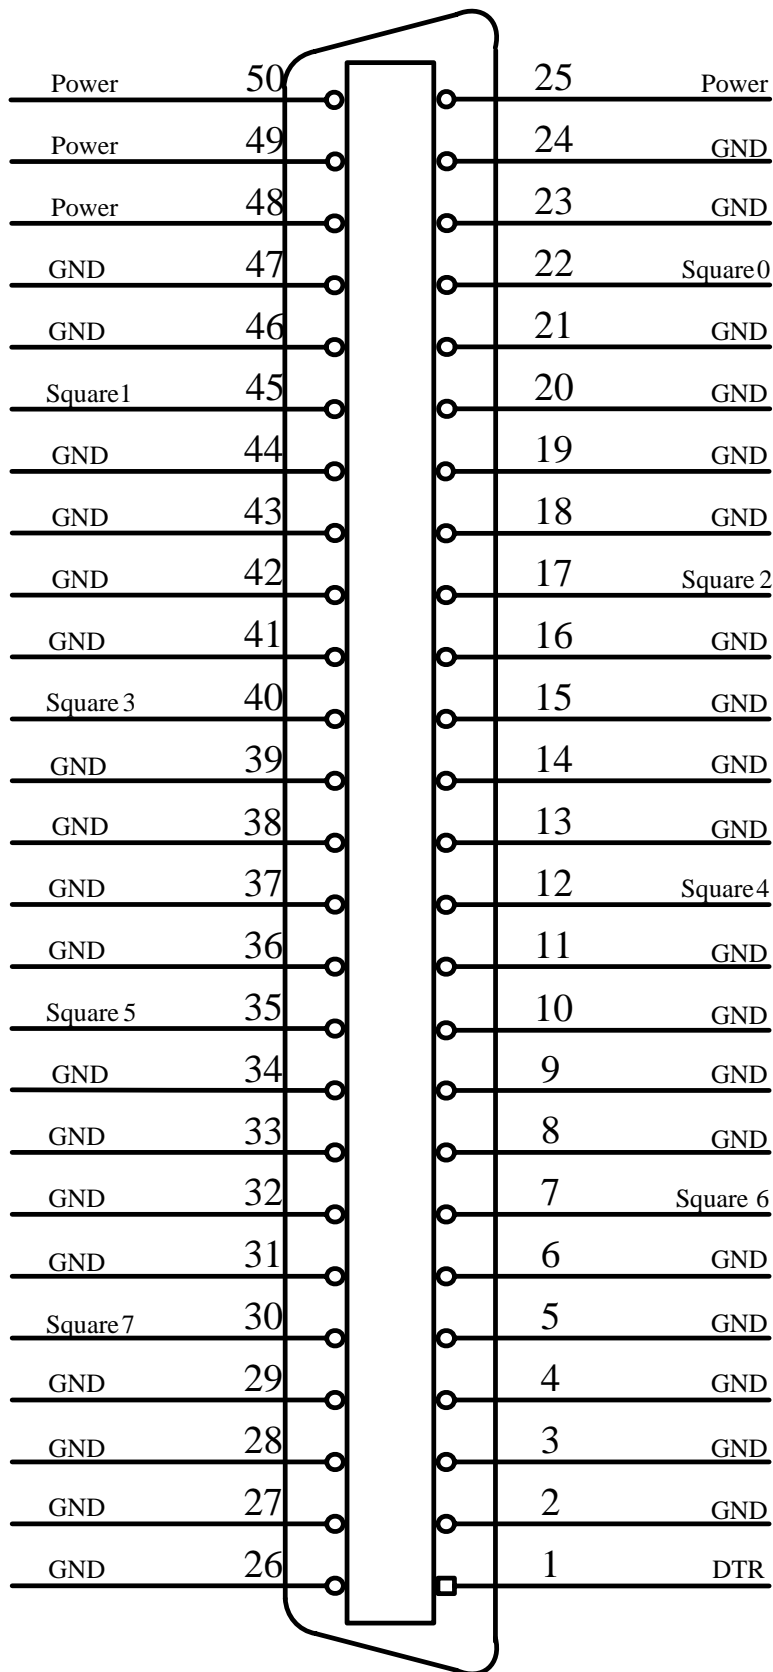 Power 50 25 Power
Power 49 24 GND
Power 48 23 GND
GND 47 22 Square0
GND 46 21 GND
Square1 45 20 GND
GND 44 19 GND
GND 43 18 GND
GND 42 17 Square 2
GND 41 16 GND
Square 3 40 15 GND
GND 39 14 GND
GND 38 13 GND
GND 37 12 Square4
GND 36 11 GND
Square 5 35 10 GND
GND 34 9 GND
GND 33 8 GND
GND 32 7 Square 6
GND 31 6 GND
Square7 30 5 GND
GND 29 4 GND
GND 28 3 GND
GND 27 2 GND
GND 26 1 DTR